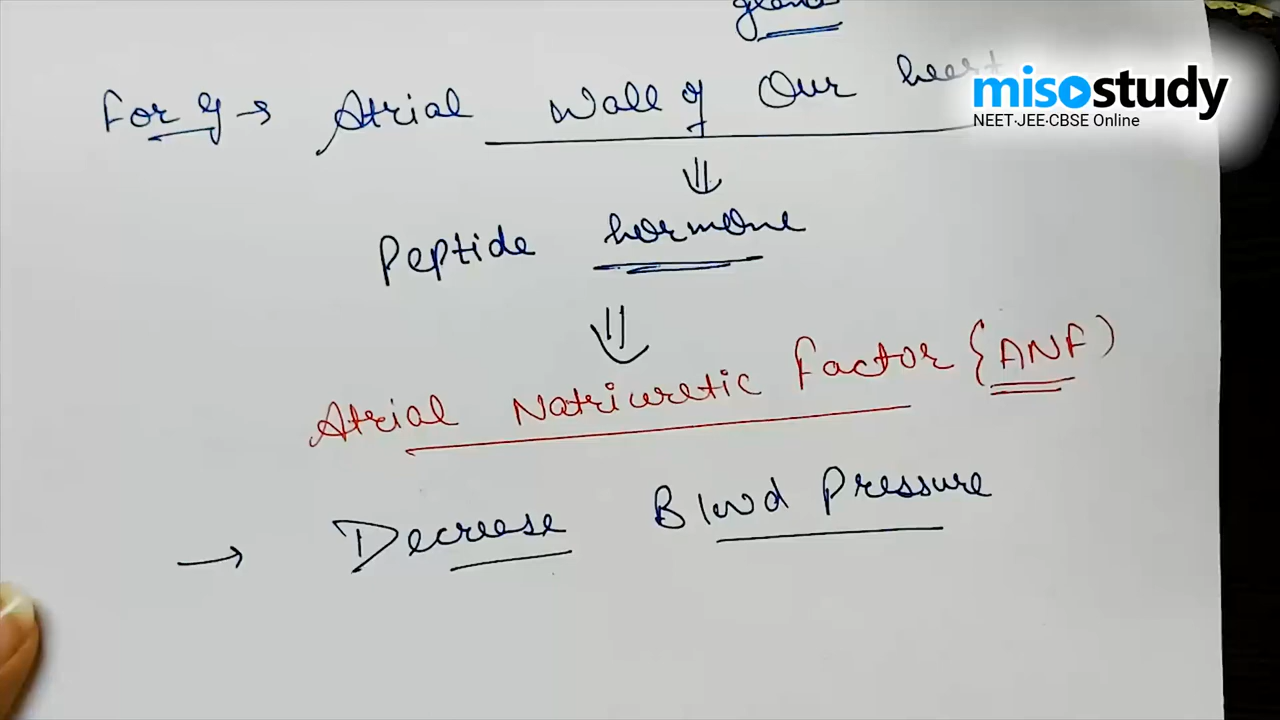 gland
For eg → Atrial Wall of Our heart
misostudy
NEET·JEE·CBSE Online
Peptide hormone
Atrial Natriuretic Factor {ANF)
→ Decrease Blood Pressure